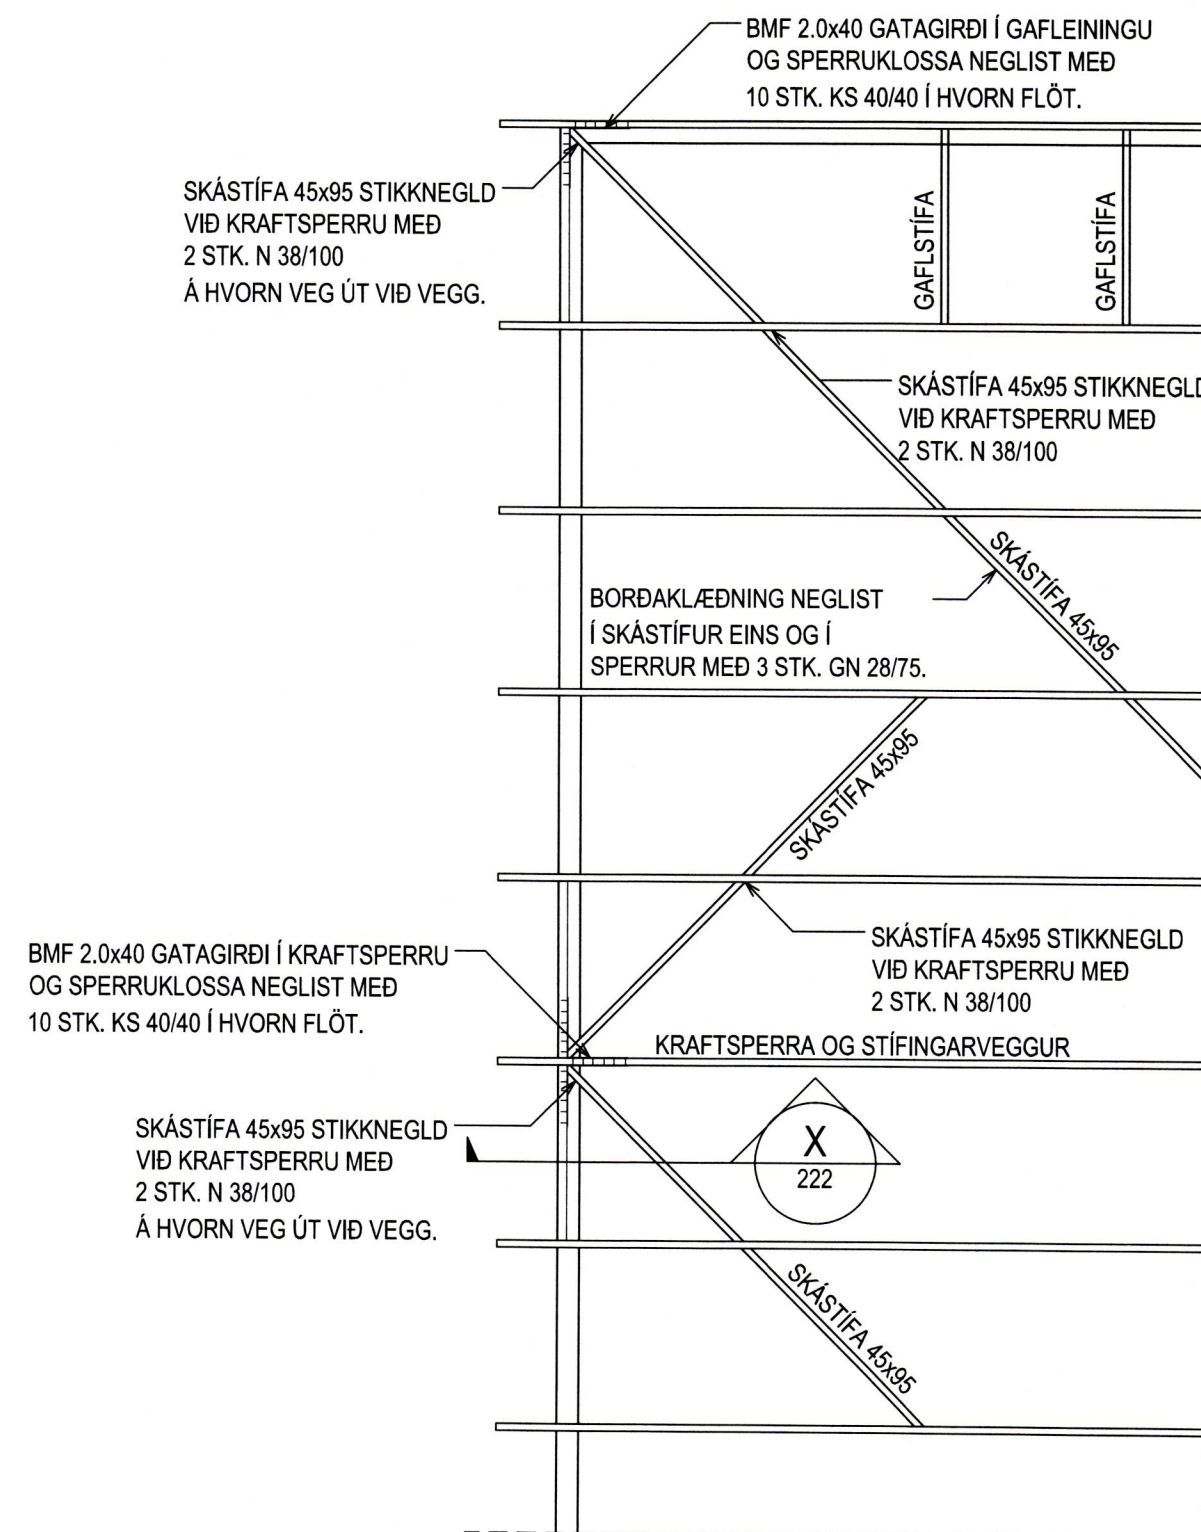 BMF 2.0x40 GATAGIRÐI Í GAFLEININGU
OG SPERRUKLOSSA NEGLIST MEÐ
10 STK. KS 40/40 Í HVORN FLÖT.
SKÁSTÍFA 45x95 STIKKNEGLD
VIÐ KRAFTSPERRU MEÐ
2 STK. N 38/100
Á HVORN VEG ÚT VIÐ VEGG.
GAFLSTÍFA
GAFLSTÍFA
SKÁSTÍFA 45x95 STIKKNEGLD
VIÐ KRAFTSPERRU MEÐ
2 STK. N 38/100
SKÁSTÍFA 45x95
BORÐAKLÆÐNING NEGLIST
Í SKÁSTÍFUR EINS OG Í
SPERRUR MEÐ 3 STK. GN 28/75.
SKÁSTÍFA 45x95
SKÁSTÍFA 45x95 STIKKNEGLD
VIÐ KRAFTSPERRU MEÐ
2 STK. N 38/100
BMF 2.0x40 GATAGIRÐI Í KRAFTSPERRU
OG SPERRUKLOSSA NEGLIST MEÐ
10 STK. KS 40/40 Í HVORN FLÖT.
KRAFTSPERRA OG STÍFINGARVEGGUR
SKÁSTÍFA 45x95 STIKKNEGLD
VIÐ KRAFTSPERRU MEÐ
2 STK. N 38/100
Á HVORN VEG ÚT VIÐ VEGG.
X
222
SKÁSTÍFA 45x95